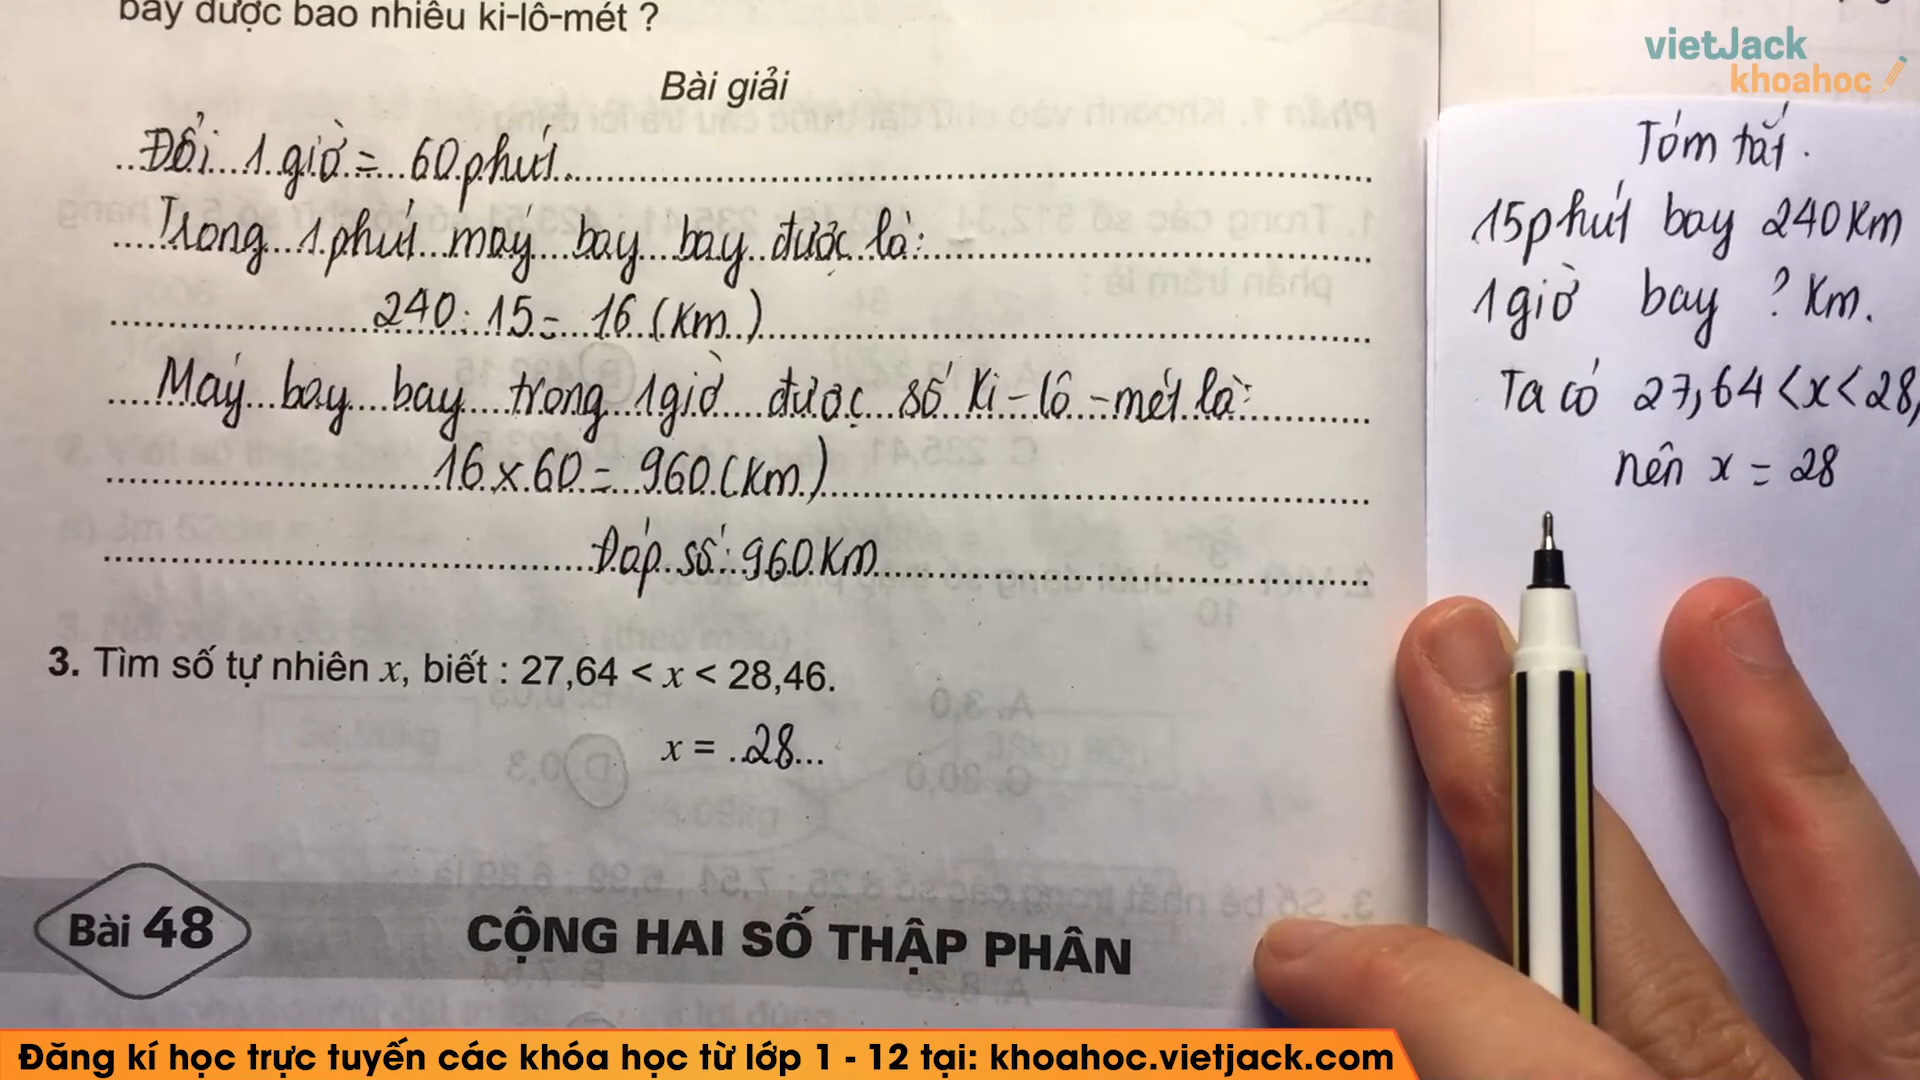 bay được bao nhiêu ki-lô-mét ?
Bài giải
Đổi 1 giờ = 60 phút
Trong 1 phút máy bay bay được là:
240 : 15 = 16 (km)
Máy bay bay trong 1 giờ được số ki-lô-mét là:
16 x 60 = 960 (km)
Đáp số: 960 km
3. Tìm số tự nhiên x, biết : 27,64 < x < 28,46.
x = ..28...
Bài 48
CỘNG HAI SỐ THẬP PHÂN
vietJack
khoahoc
Tóm tắt.
15 phút bay 240 km
1 giờ bay ? km.
Ta có 27,64 < x < 28,
nên x = 28
Đăng kí học trực tuyến các khóa học từ lớp 1 - 12 tại: khoahoc.vietjack.com